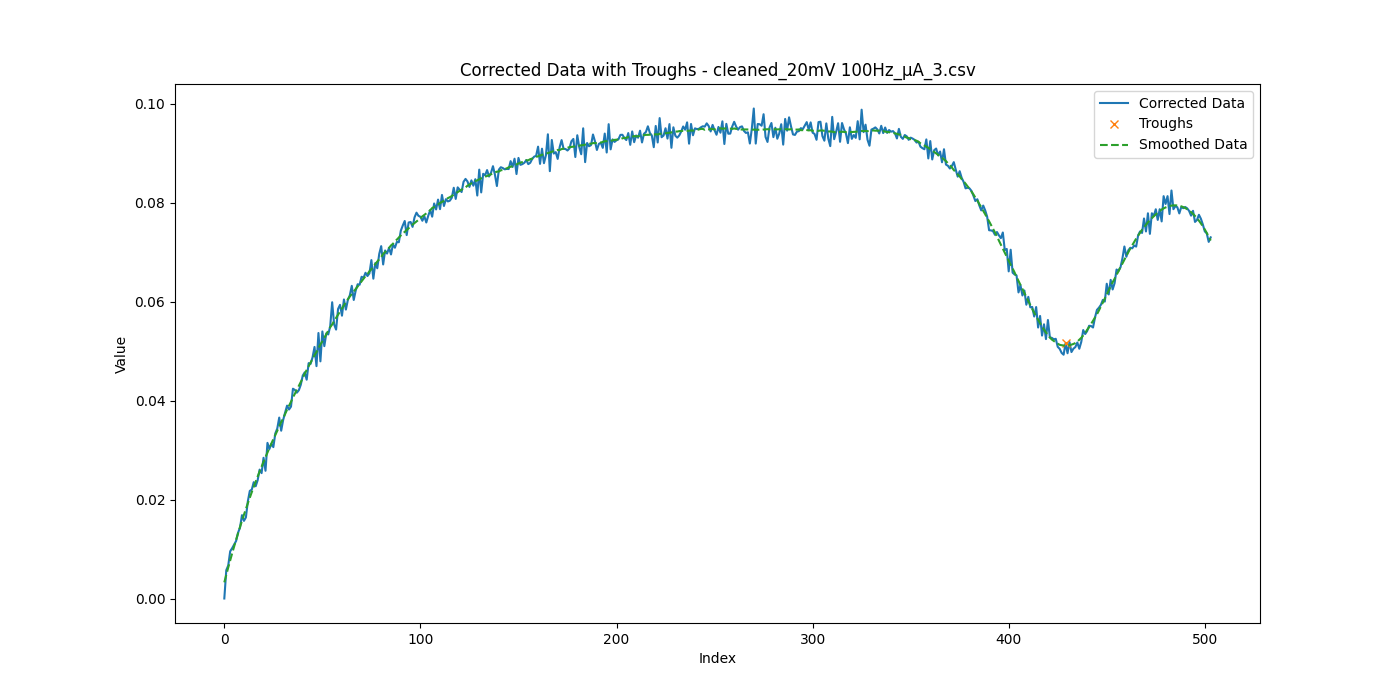 Corrected Data with Troughs - cleaned_20mV 100Hz_μA_3.csv
Corrected Data
Troughs
Smoothed Data
Value
0.10
0.08
0.06
0.04
0.02
0.00
0
100
200
300
400
500
Index